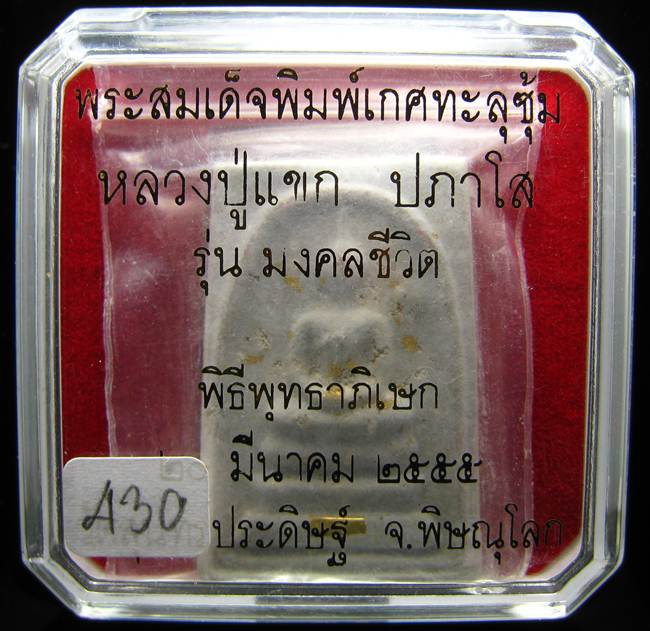 พระสมเด็จพิมพ์เกศทะลุซุ้ม
หลวงปู่แขก ปภาโส
รุ่น มงคลชีวิต
พิธีพุทธาภิเษก
มีนาคม ๒๕๕๕
ประดิษฐ์ จ.พิษณุโลก
A30